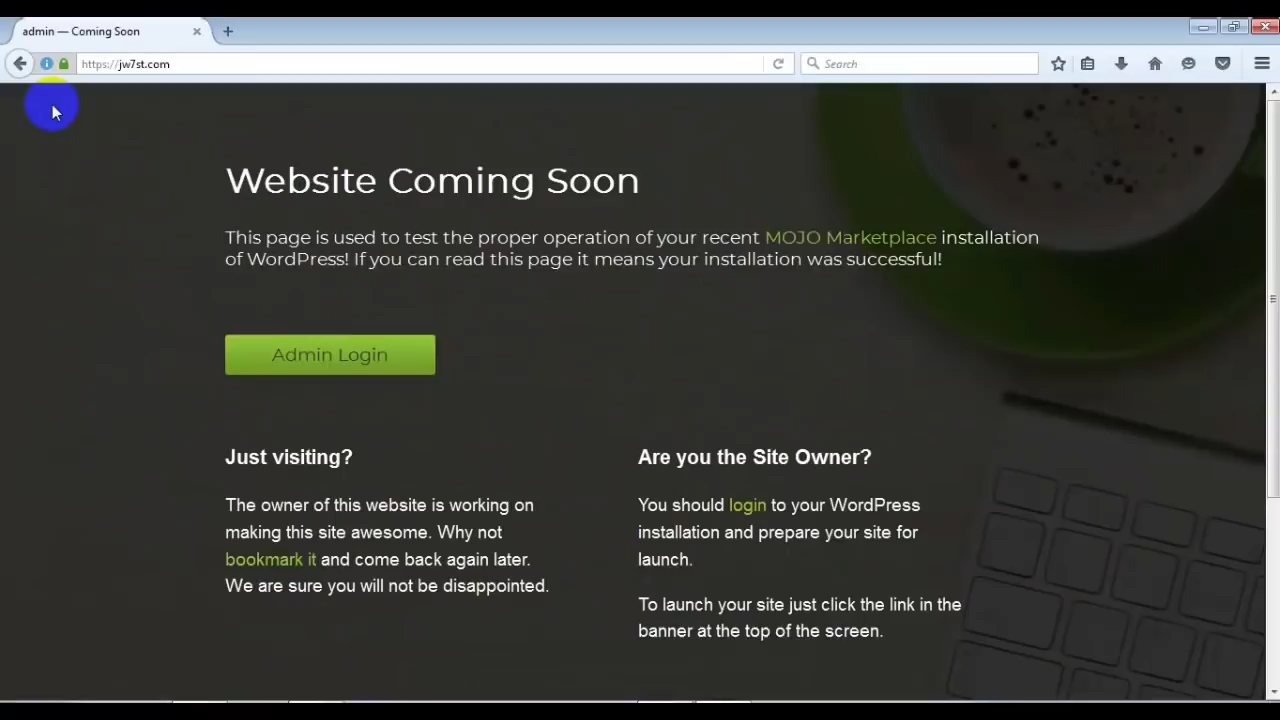 admin — Coming Soon
https://jw7st.com
Search
Website Coming Soon
This page is used to test the proper operation of your recent MOJO Marketplace installation
of WordPress! If you can read this page it means your installation was successful!
Admin Login
Just visiting?
The owner of this website is working on
making this site awesome. Why not
bookmark it and come back again later.
We are sure you will not be disappointed.
Are you the Site Owner?
You should login to your WordPress
installation and prepare your site for
launch.
To launch your site just click the link in the
banner at the top of the screen.